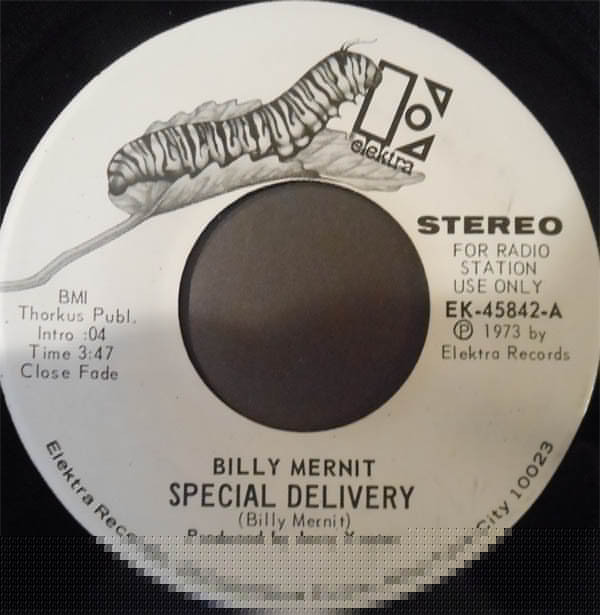 elektra
STEREO
FOR RADIO
STATION
USE ONLY
EK-45842-A
Ⓟ 1973 by
Elektra Records
BMI
Thorkus Publ.
Intro :04
Time 3:47
Close Fade
BILLY MERNIT
SPECIAL DELIVERY
(Billy Mernit)
Elektra
City 10023